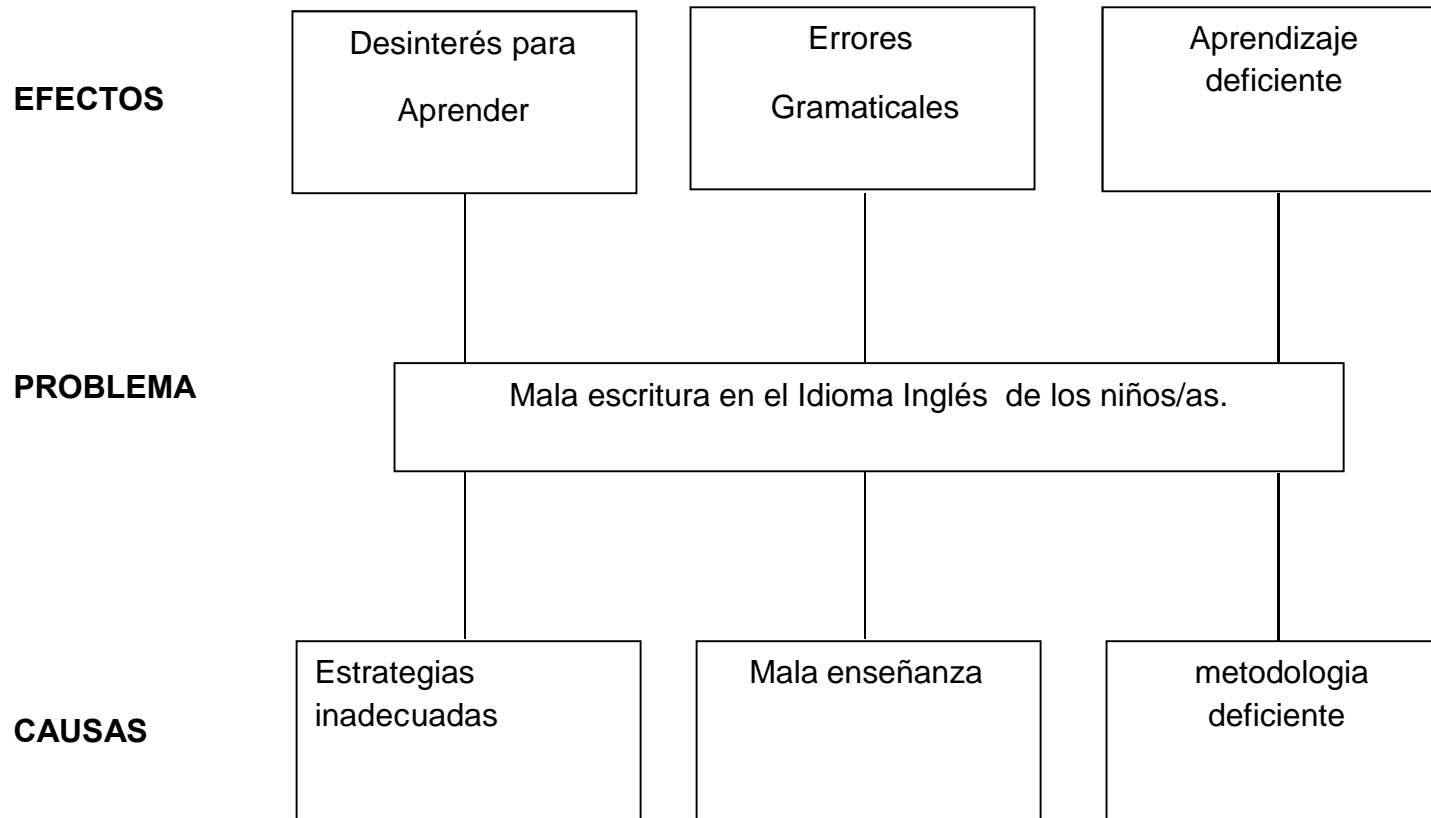 EFECTOS
Desinterés para
Aprender
Errores
Gramaticales
Aprendizaje
deficiente
PROBLEMA
Mala escritura en el Idioma Inglés  de los niños/as.
CAUSAS
Estrategias
inadecuadas
Mala enseñanza
metodologia
deficiente